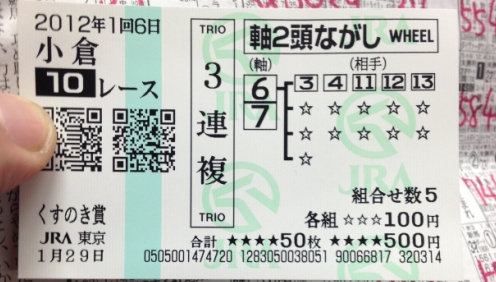 2012年1回6日
小倉
10レース
くすのき賞
JRA 東京
1月29日
TRIO
3連複
TRIO
軸2頭ながし WHEEL
(軸) (相手)
6 3 4 11 12 13
7 ☆ ☆ ☆ ☆ ☆
☆ ☆ ☆ ☆ ☆
☆
組合せ数5
各組 ☆☆☆100円
合計 ★★★★50枚 ★★★★500円
0505001474720 1283050038051 90066817 320314
JRA
JRA